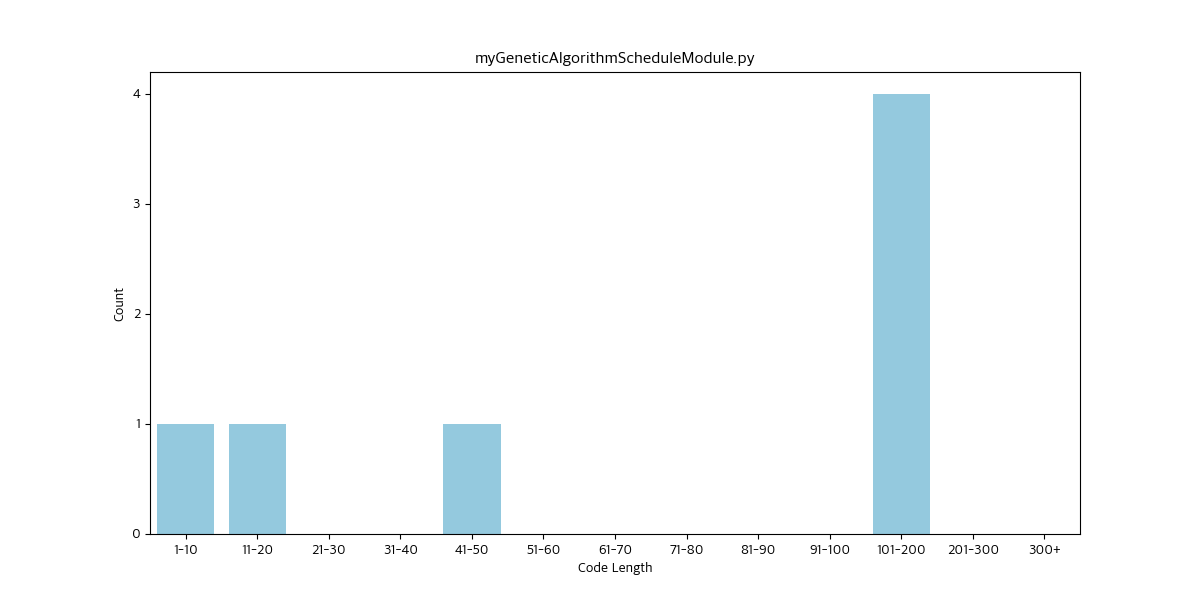 myGeneticAlgorithmScheduleModule.py
Count
4
3
2
1
0
1-10 11-20 21-30 31-40 41-50 51-60 61-70 71-80 81-90 91-100 101-200 201-300 300+
Code Length